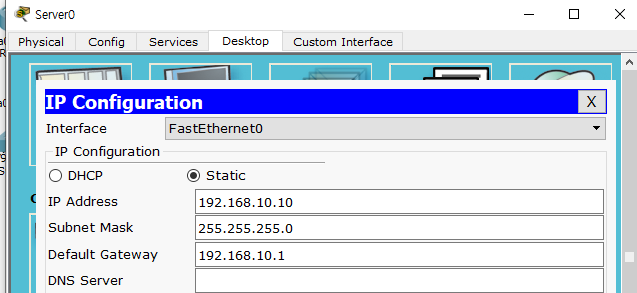 Server0
Physical Config Services Desktop Custom Interface
IP Configuration X
Interface FastEthernet0
IP Configuration
DHCP Static
IP Address 192.168.10.10
Subnet Mask 255.255.255.0
Default Gateway 192.168.10.1
DNS Server